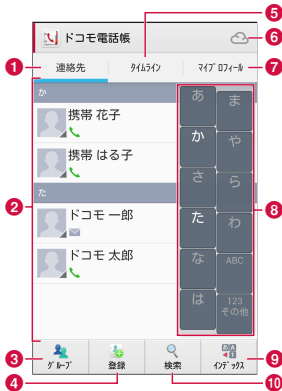 5
ドコモ電話帳 6
1 連絡先 タイムライン マイプロフィール 7
か
携帯 花子
携帯 はる子
た
2
ドコモ 一郎
ドコモ 太郎
あ ま
か や
さ ら
た わ
な ABC
は 123
その他
8
3 グループ 登録 検索 インデックス 9
4 10